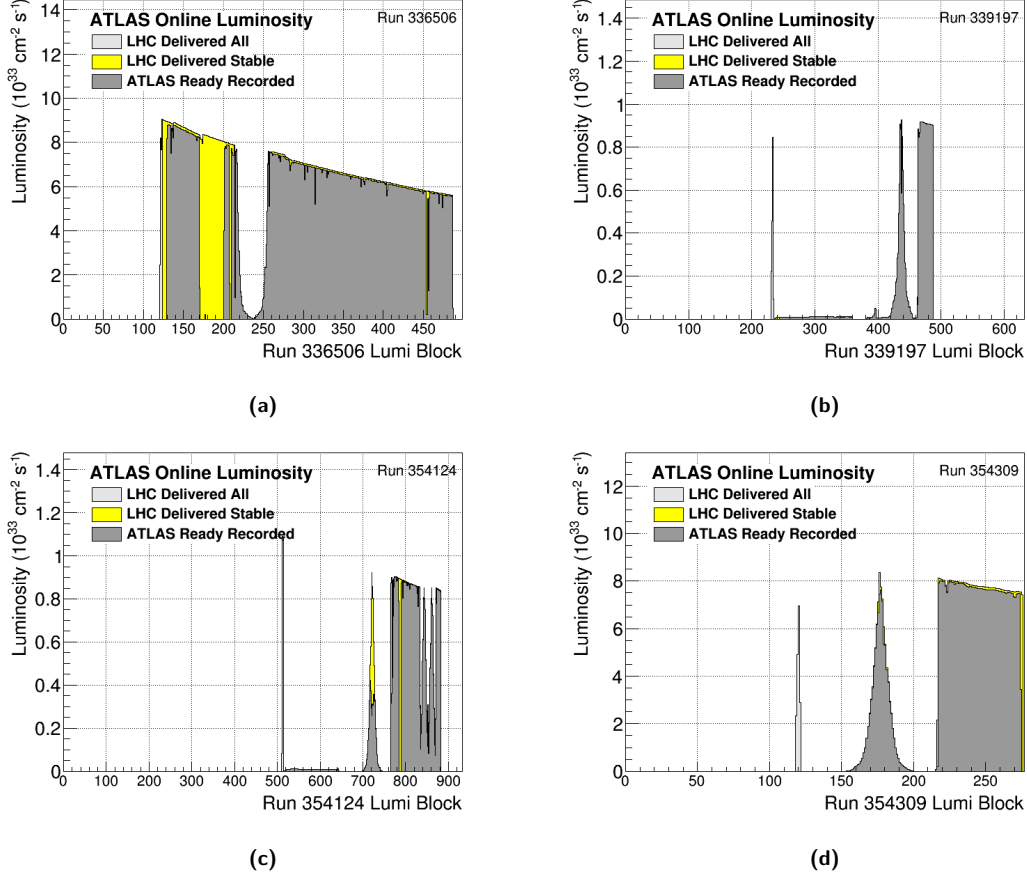 ATLAS Online Luminosity
Run 336506
LHC Delivered All
LHC Delivered Stable
ATLAS Ready Recorded
Luminosity (10^33 cm^-2 s^-1)
14
12
10
8
6
4
2
0
0 50 100 150 200 250 300 350 400 450
Run 336506 Lumi Block
(a)
ATLAS Online Luminosity
Run 339197
LHC Delivered All
LHC Delivered Stable
ATLAS Ready Recorded
Luminosity (10^33 cm^-2 s^-1)
1.4
1.2
1
0.8
0.6
0.4
0.2
0
0 100 200 300 400 500 600
Run 339197 Lumi Block
(b)
ATLAS Online Luminosity
Run 354124
LHC Delivered All
LHC Delivered Stable
ATLAS Ready Recorded
Luminosity (10^33 cm^-2 s^-1)
1.4
1.2
1
0.8
0.6
0.4
0.2
0
0 100 200 300 400 500 600 700 800 900
Run 354124 Lumi Block
(c)
ATLAS Online Luminosity
Run 354309
LHC Delivered All
LHC Delivered Stable
ATLAS Ready Recorded
Luminosity (10^33 cm^-2 s^-1)
12
10
8
6
4
2
0
0 50 100 150 200 250
Run 354309 Lumi Block
(d)